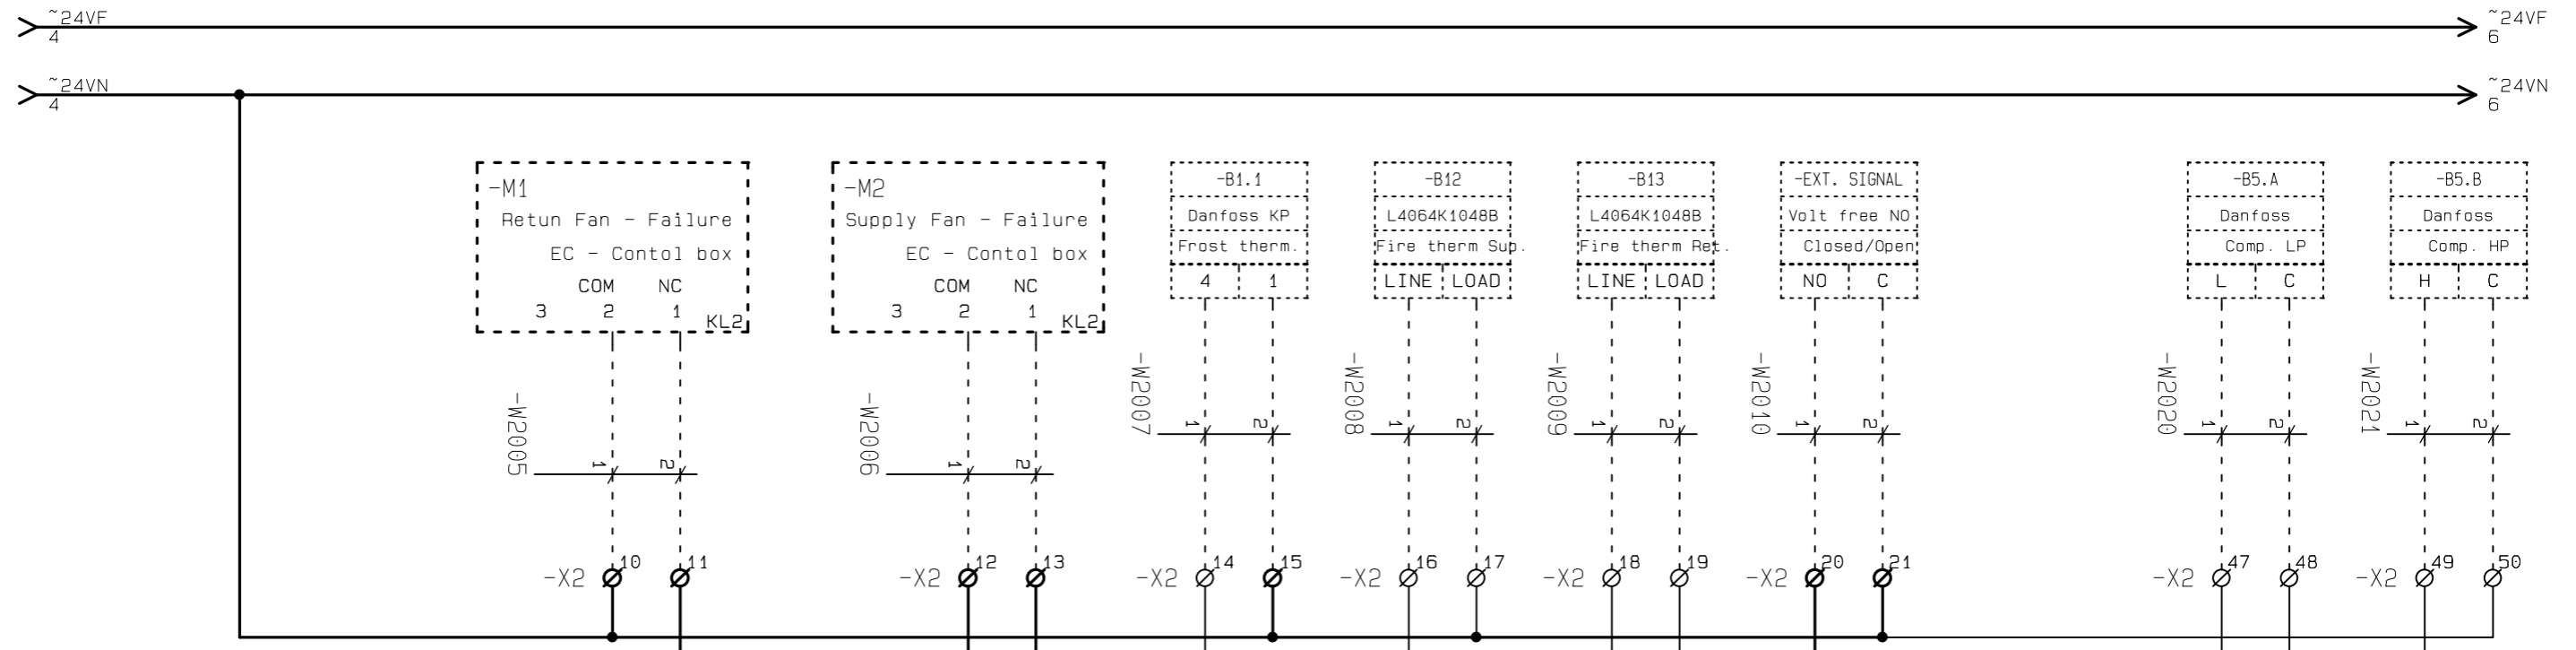 ~24VF
4
~24VF
6
~24VN
4
~24VN
6
-M1
Retun Fan - Failure
EC - Contol box
COM NC
3 2 1 KL2
-M2
Supply Fan - Failure
EC - Contol box
COM NC
3 2 1 KL2
-B1.1
Danfoss KP
Frost therm.
4 1
-B12
L4064K1048B
Fire therm Sup.
LINE LOAD
-B13
L4064K1048B
Fire therm Ret.
LINE LOAD
-EXT. SIGNAL
Volt free NO
Closed/Open
NO C
-B5.A
Danfoss
Comp. LP
L C
-B5.B
Danfoss
Comp. HP
H C
-W2005
1 2
-W2006
1 2
-W2007
1 2
-W2008
1 2
-W2009
1 2
-W2010
1 2
-W2020
1 2
-W2021
1 2
-X2 10 11
-X2 12 13
-X2 14 15
-X2 16 17
-X2 18 19
-X2 20 21
-X2 47 48
-X2 49 50